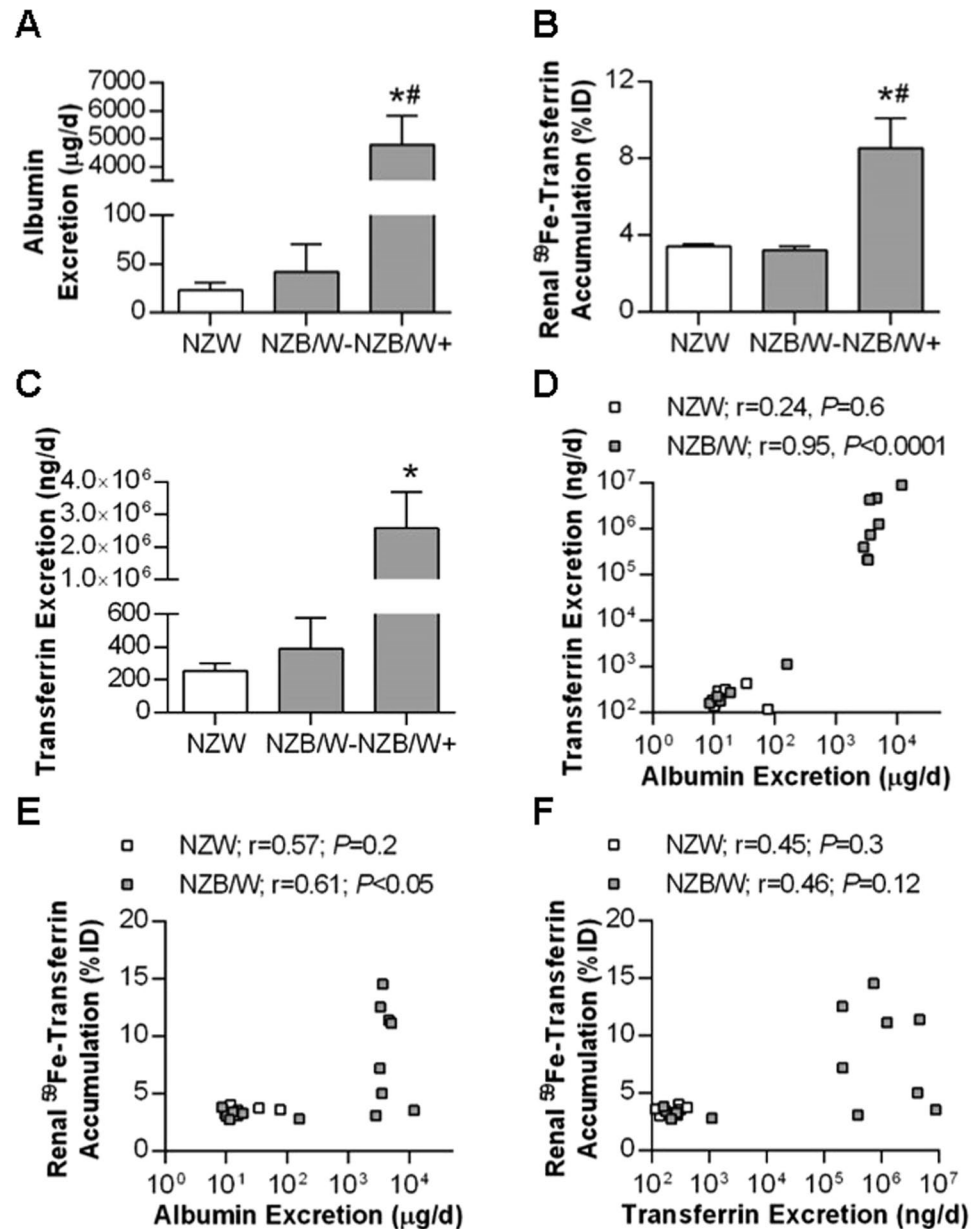 A
Albumin
Excretion (μg/d)
7000
6000
5000
4000
100
50
0
*#
NZW
NZB/W-
NZB/W+
B
Renal ⁵⁹Fe-Transferrin
Accumulation (%ID)
12
8
4
0
*#
NZW
NZB/W-
NZB/W+
C
Transferrin Excretion (ng/d)
4.0×10⁶
3.0×10⁶
2.0×10⁶
1.0×10⁶
600
400
200
0
*
NZW
NZB/W-
NZB/W+
D
NZW; r=0.24, P=0.6
NZB/W; r=0.95, P<0.0001
Transferrin Excretion (ng/d)
10⁷
10⁶
10⁵
10⁴
10³
10²
10⁰ 10¹ 10² 10³ 10⁴
Albumin Excretion (μg/d)
E
NZW; r=0.57; P=0.2
NZB/W; r=0.61; P<0.05
Renal ⁵⁹Fe-Transferrin
Accumulation (%ID)
20
15
10
5
0
10⁰ 10¹ 10² 10³ 10⁴
Albumin Excretion (μg/d)
F
NZW; r=0.45; P=0.3
NZB/W; r=0.46; P=0.12
Renal ⁵⁹Fe-Transferrin
Accumulation (%ID)
20
15
10
5
0
10² 10³ 10⁴ 10⁵ 10⁶ 10⁷
Transferrin Excretion (ng/d)